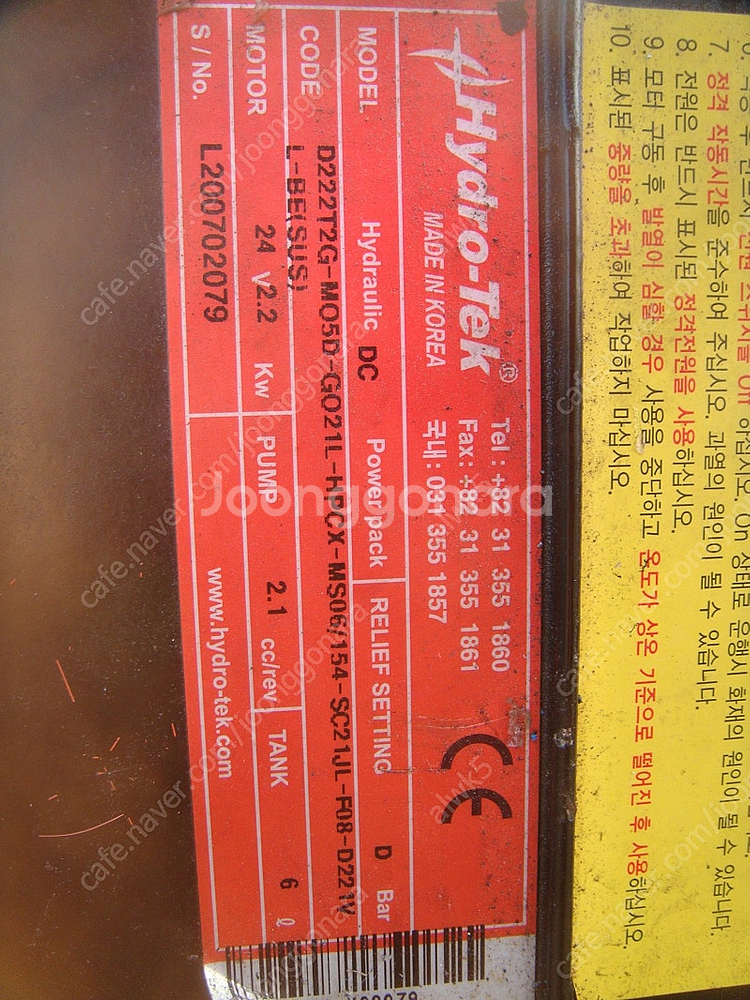 Hydro-Tek®
MADE IN KOREA
Tel : +82 31 355 1860
Fax : +82 31 355 1861
국내 : 031 355 1857
CE
MODEL Hydraulic DC Power pack RELIEF SETTING D Bar
CODE D222T2G-MO5D-GO21L-HPCX-MS06/154-SC21JL-F08-D221V
L-BE(SUS)
MOTOR 24 V 2.2 Kw PUMP 2.1 cc/rev TANK 6 ℓ
S / No. L200702079 www.hydro-tek.com
7. 정격 작동시간을 준수하여 주십시오. 과열의 원인이 될 수 있습니다.
8. 전원은 반드시 표시된 정격전원을 사용하십시오.
9. 모터 구동 후 발열이 심할 경우 사용을 중단하고 온도가 상온 기준으로 떨어진 후 사용하십시오.
10. 표시된 중량을 초과하여 작업하지 마십시오.
Joonggonara
cafe.naver.com/joonggonara
alwk5